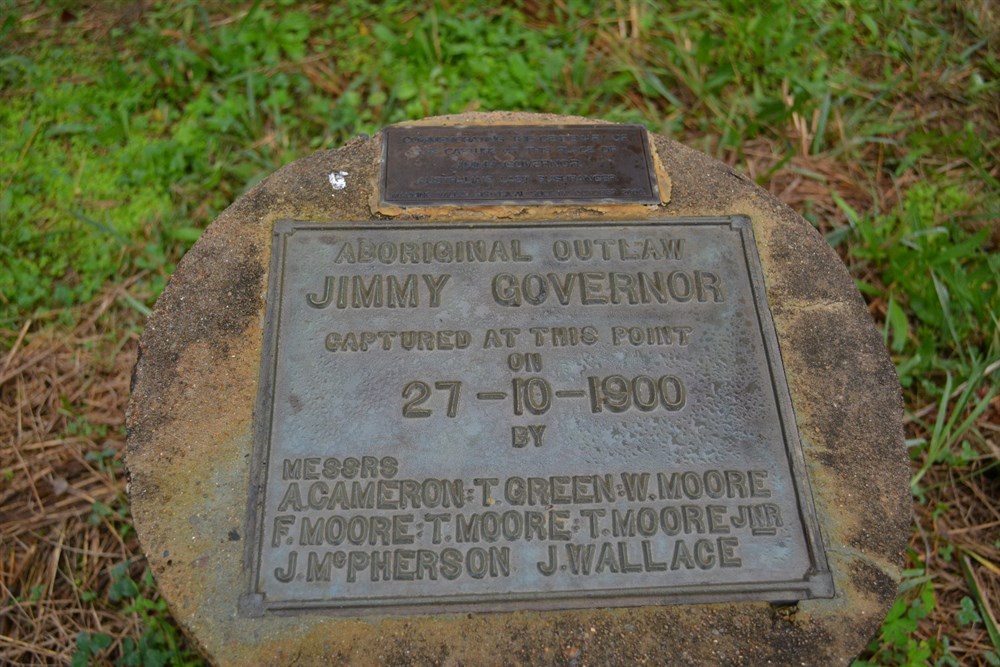 ABORIGINAL OUTLAW
JIMMY GOVERNOR
CAPTURED AT THIS POINT
ON
27-10-1900
BY
MESSRS
A.CAMERON:T.GREEN:W.MOORE
F.MOORE:T.MOORE:T.MOORE JNR
J.McPHERSON J.WALLACE